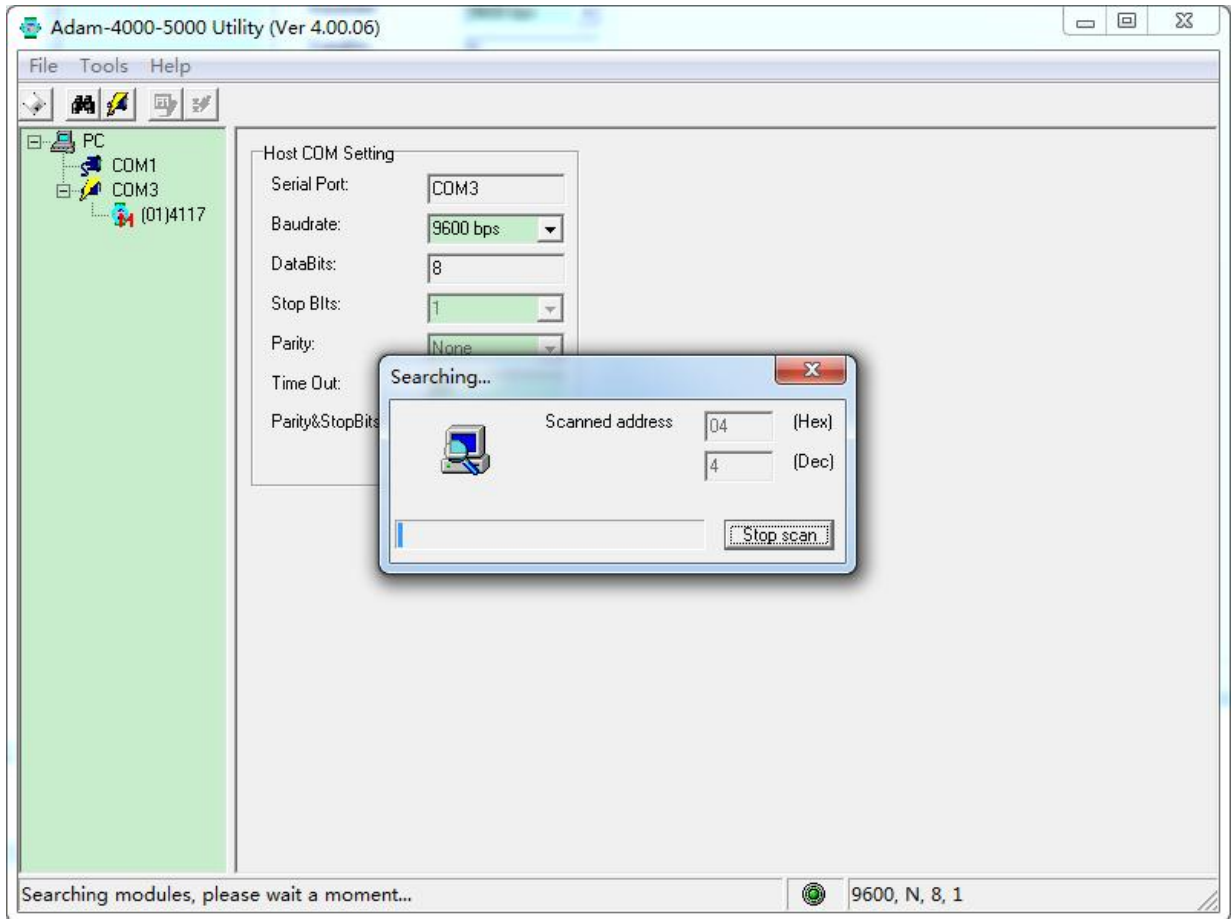 Adam-4000-5000 Utility (Ver 4.00.06)
File Tools Help
PC
COM1
COM3
(01)4117
Host COM Setting
Serial Port: COM3
Baudrate: 9600 bps
DataBits: 8
Stop BIts: 1
Parity: None
Time Out:
Parity&StopBits
Searching...
Scanned address 04 (Hex)
4 (Dec)
Stop scan
Searching modules, please wait a moment...
9600, N, 8, 1